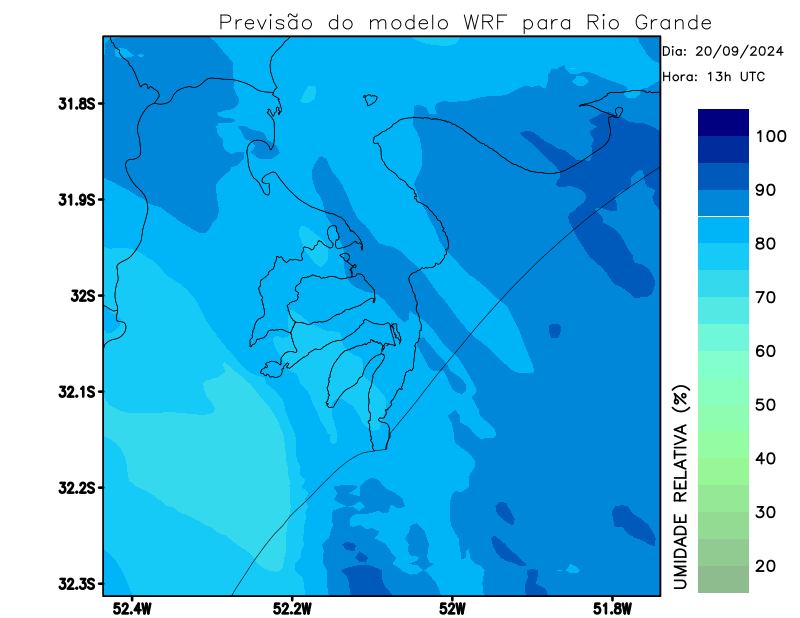 Previsão do modelo WRF para Rio Grande
Dia: 20/09/2024
Hora: 13h UTC
31.8S
31.9S
32S
32.1S
32.2S
32.3S
52.4W
52.2W
52W
51.8W
100
90
80
70
60
50
40
30
20
UMIDADE RELATIVA (%)